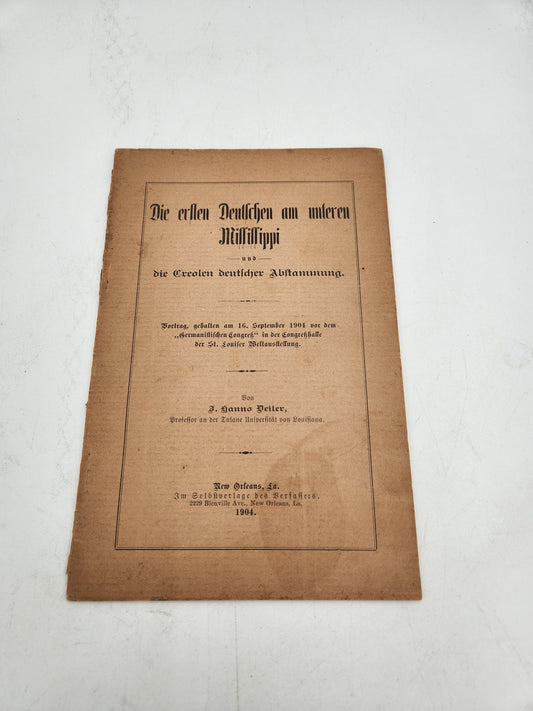 Die ersten Deutschen am unteren
Mississippi
und
die Creolen deutscher Abstammung.
Vortrag, gehalten am 16. September 1904 vor dem
„Germanistischen Congreß“ in der Congreßhalle
der St. Louiser Weltausstellung.
Von
J. Hanno Deiler,
Professor an der Tulane Universität von Louisiana.
New Orleans, La.
Im Selbstverlage des Verfassers.
2229 Bienville Ave., New Orleans, La.
1904.